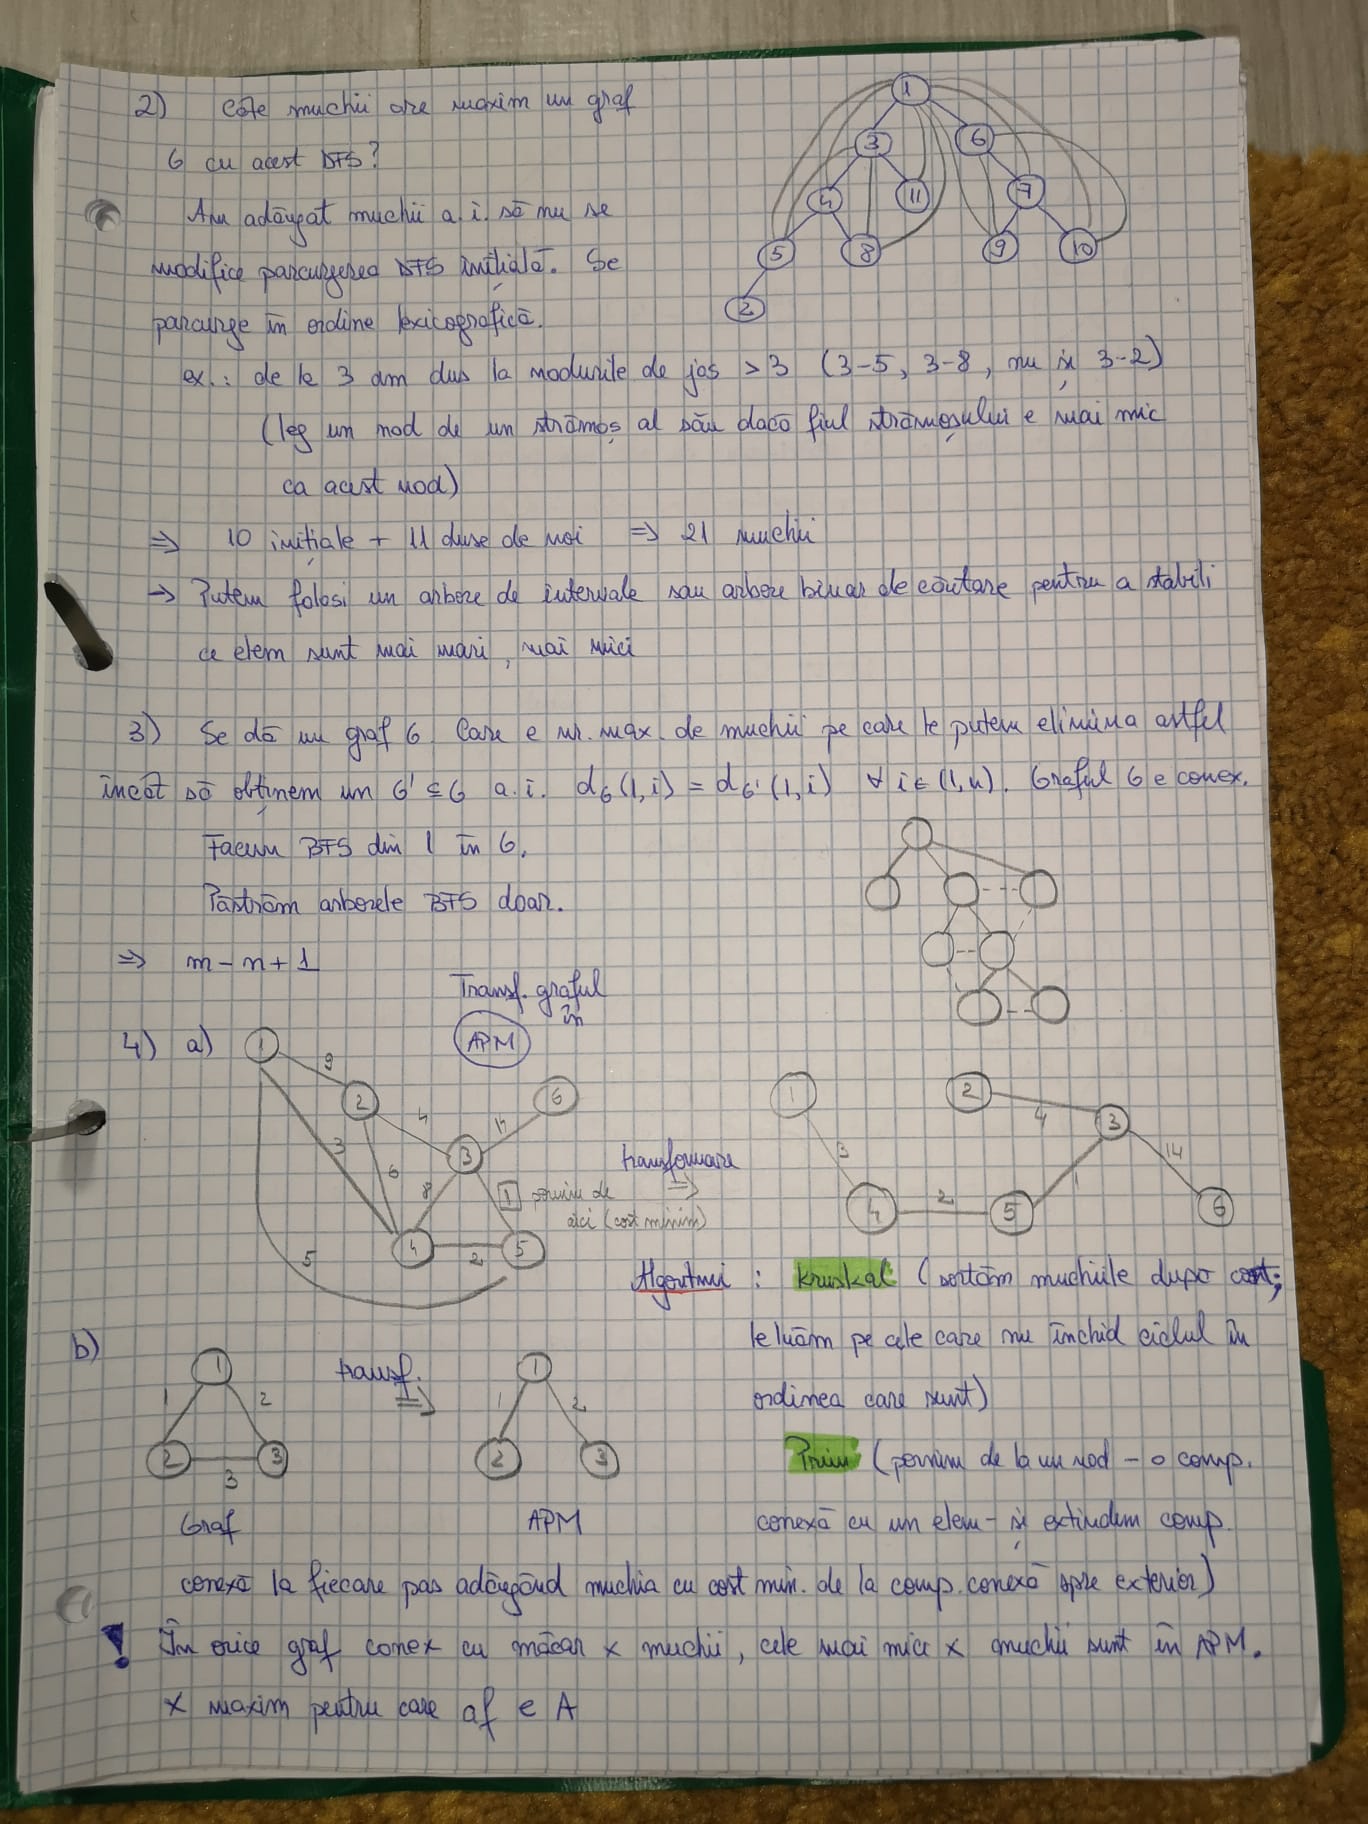 2) Câte muchii are maxim un graf
G cu acest DFS?
Am adăugat muchii a.î. să nu se
modifice parcurgerea DFS inițială. Se
parcurge în ordine lexicografică.
ex.: de la 3 am dus la nodurile de jos > 3 (3-5, 3-8, nu și 3-2)
(leg un nod de un strămoș al său dacă fiul strămoșului e mai mic
ca acest nod)
⇒ 10 inițiale + 11 duse de noi ⇒ 21 muchii
→ Putem folosi un arbore de intervale sau arbore binar de căutare pentru a stabili
ce elem sunt mai mari, mai mici
1
3 6
4 11 7
5 8 9 10
2
3) Se dă un graf G. Care e nr. max. de muchii pe care le putem elimina astfel
încât să obținem un G' ⊆ G a.î. d_G(1,i) = d_G'(1,i) ∀ i ∈ (1,n). Graful G e conex.
Facem BFS din 1 în G.
Păstrăm arborele BFS doar.
⇒ m-n+1
Transf. graful
în
APM
4) a) 1 9 2 4 3 14 6
3 6 8 1 pornim de
aici (cost minim)
4 2 5
5
transformare
⇒
1 2 4 3 14
3 1
4 2 5 6
Algoritmi : Kruskal (sortăm muchiile după cost;
le luăm pe cele care nu închid ciclul în
ordinea care sunt)
b) 1 1 2
2 3 3
Graf
transf.
⇒
1 1 2
2 3
APM
Prim (pornim de la un nod - o comp.
conexă cu un elem - și extindem comp.
conexă la fiecare pas adăugând muchia cu cost min. de la comp. conexă spre exterior)
! În orice graf conex cu măcar x muchii, cele mai mici x muchii sunt în APM.
x maxim pentru care af e A